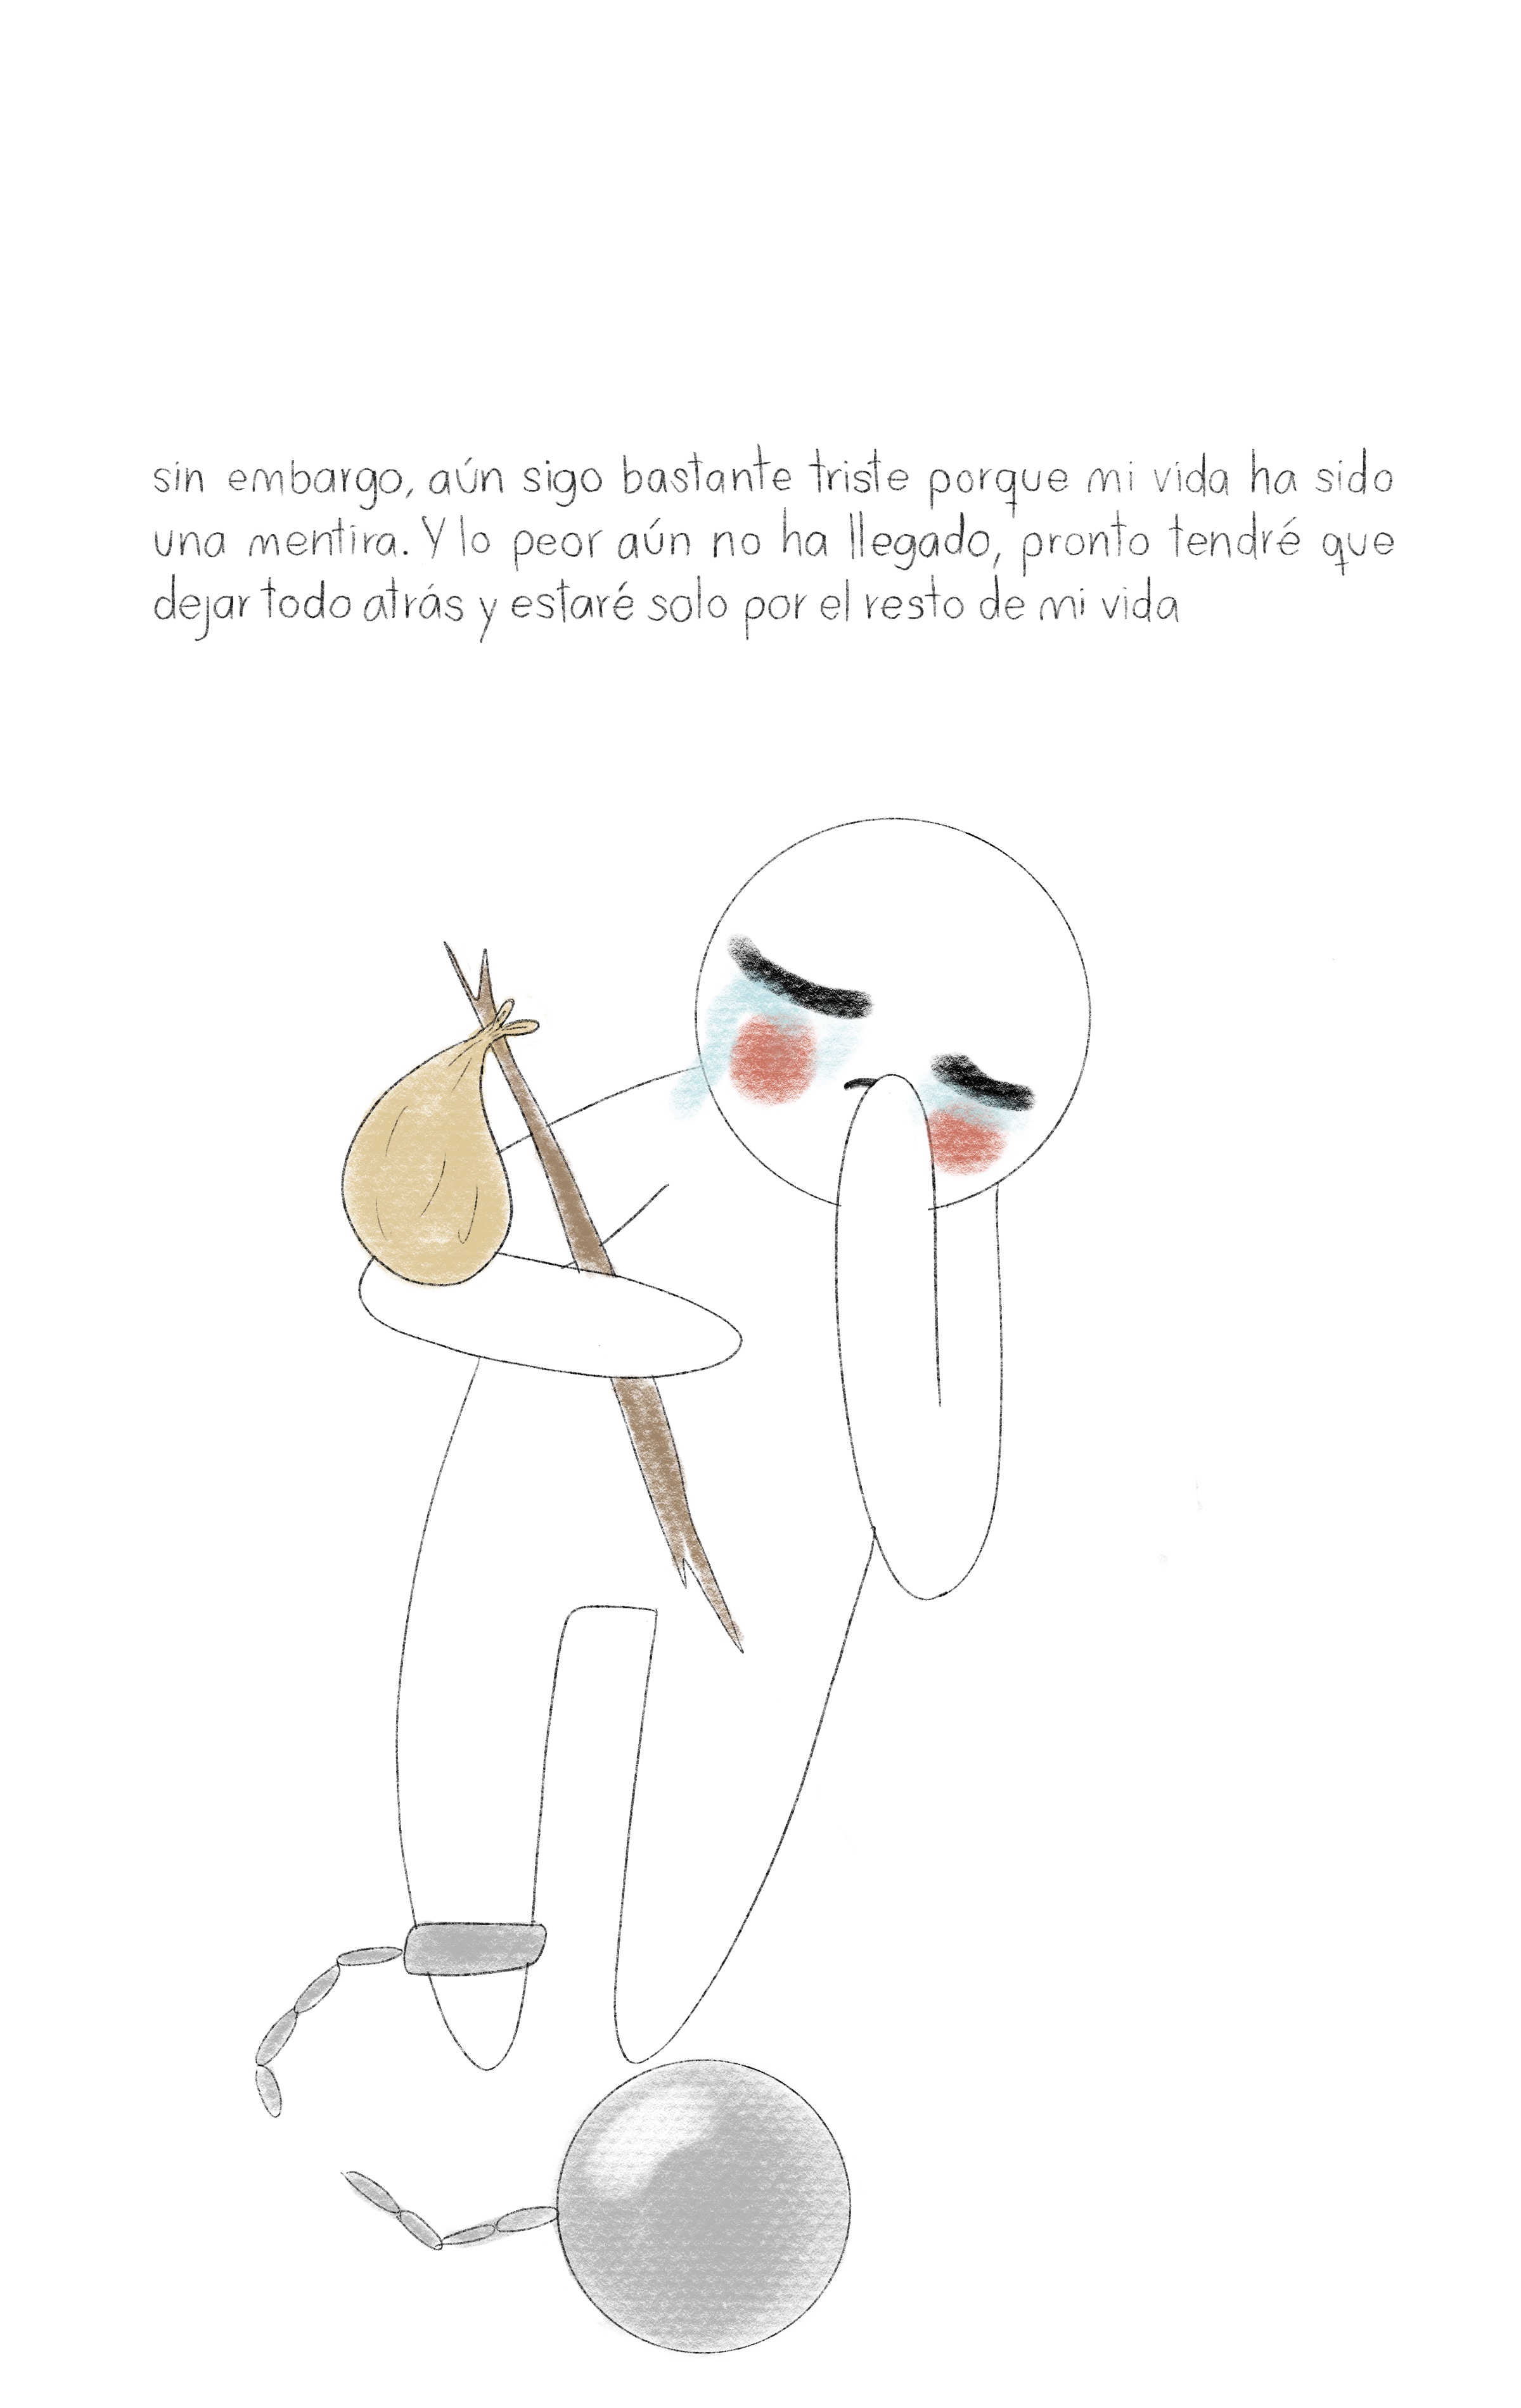 sin embargo, aún sigo bastante triste porque mi vida ha sido
una mentira. Y lo peor aún no ha llegado, pronto tendré que
dejar todo atrás y estaré solo por el resto de mi vida